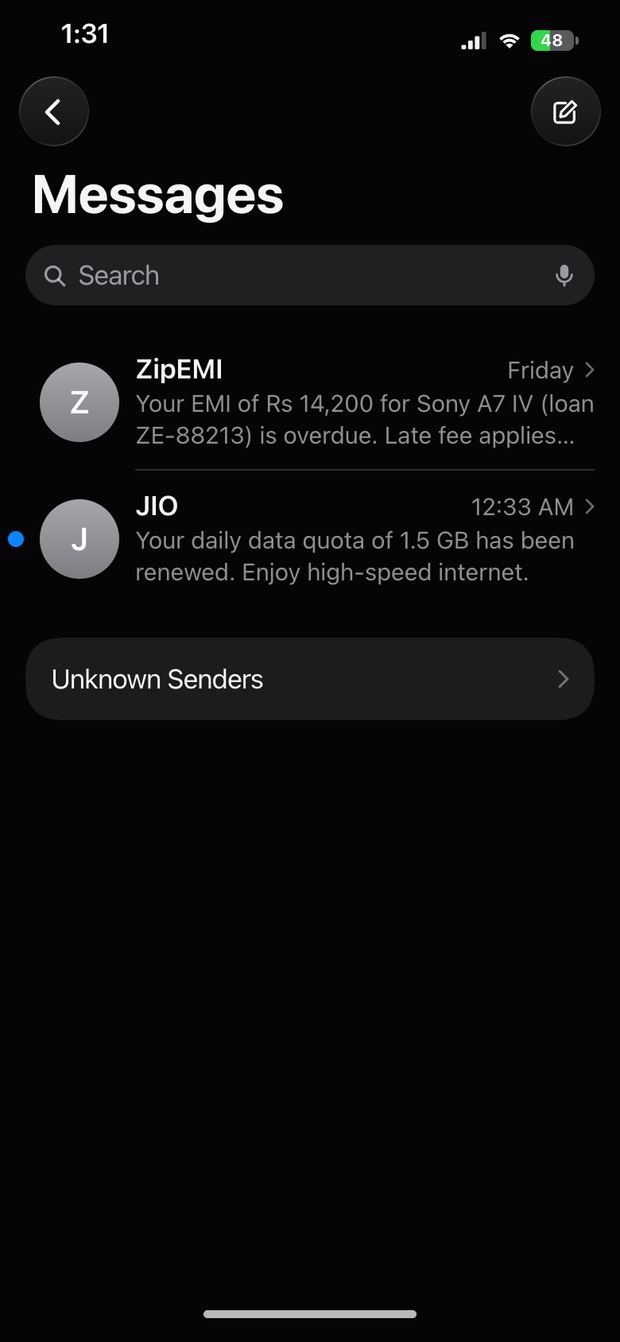 1:31
48
Messages
Search
ZipEMI
Friday
Your EMI of Rs 14,200 for Sony A7 IV (loan
ZE-88213) is overdue. Late fee applies...
JIO
12:33 AM
Your daily data quota of 1.5 GB has been
renewed. Enjoy high-speed internet.
Z
J
Unknown Senders